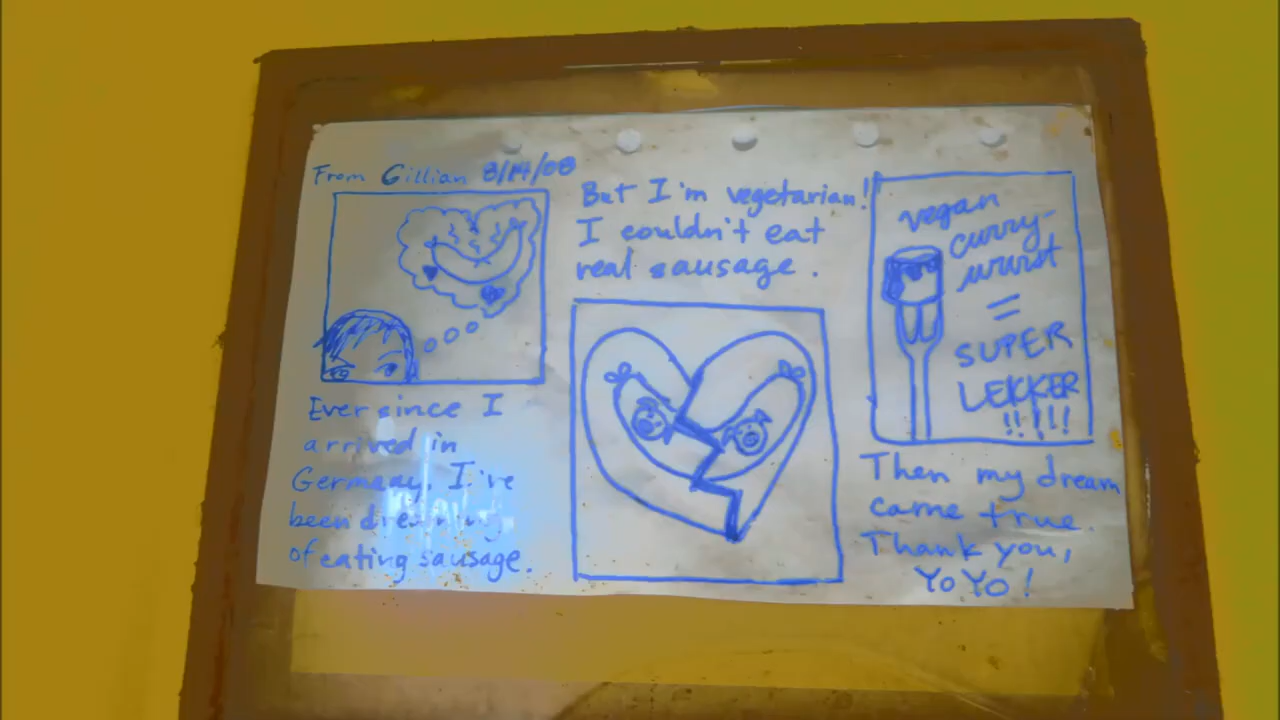 From Gillian 8/14/08
Ever since I
arrived in
Germany, I've
been dreaming
of eating sausage.
But I'm vegetarian!
I couldn't eat
real sausage.
vegan
curry-
wurst
=
SUPER
LEKKER
!!!!!
Then my dream
came true.
Thank you,
YoYo!